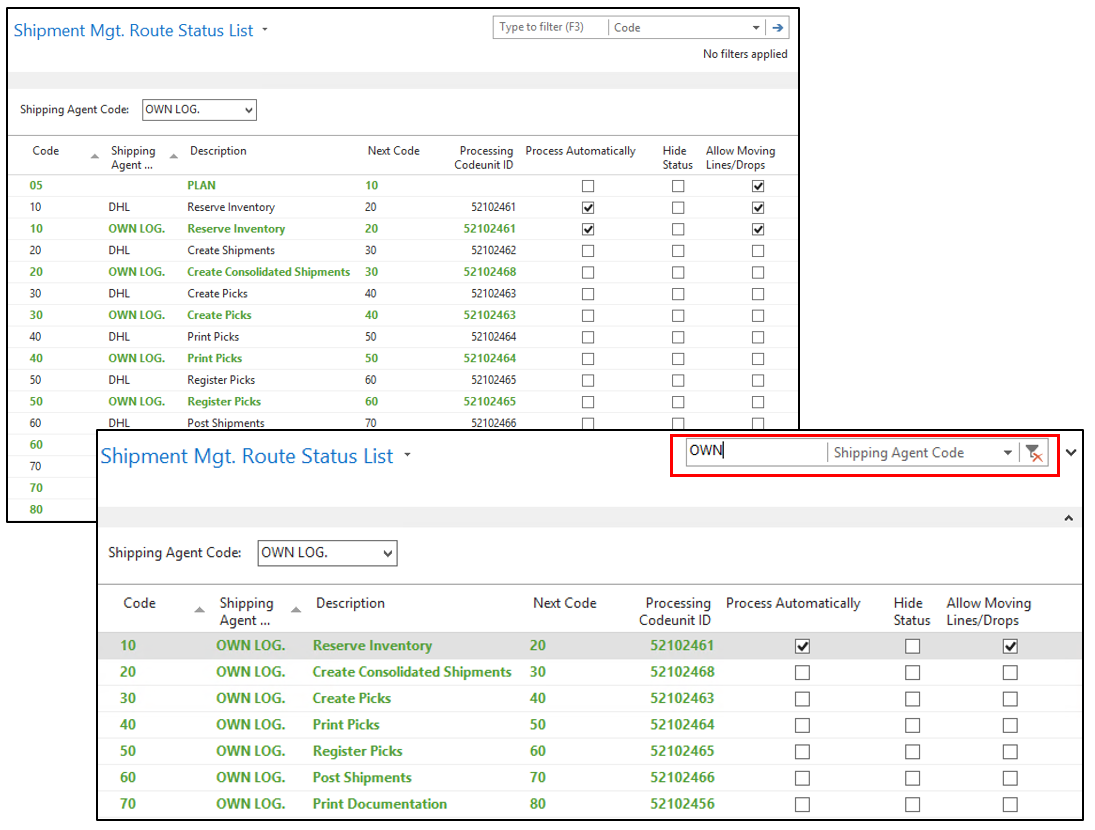 Shipment Mgt. Route Status List
Type to filter (F3) Code
No filters applied
Shipping Agent Code: OWN LOG.
Code Shipping Agent ... Description Next Code Processing Codeunit ID Process Automatically Hide Status Allow Moving Lines/Drops
05 PLAN 10
10 DHL Reserve Inventory 20 52102461
10 OWN LOG. Reserve Inventory 20 52102461
20 DHL Create Shipments 30 52102462
20 OWN LOG. Create Consolidated Shipments 30 52102468
30 DHL Create Picks 40 52102463
30 OWN LOG. Create Picks 40 52102463
40 DHL Print Picks 50 52102464
40 OWN LOG. Print Picks 50 52102464
50 DHL Register Picks 60 52102465
50 OWN LOG. Register Picks 60 52102465
60 DHL Post Shipments 70 52102466
60
70
70
80
Shipment Mgt. Route Status List
OWN Shipping Agent Code
Shipping Agent Code: OWN LOG.
Code Shipping Agent ... Description Next Code Processing Codeunit ID Process Automatically Hide Status Allow Moving Lines/Drops
10 OWN LOG. Reserve Inventory 20 52102461
20 OWN LOG. Create Consolidated Shipments 30 52102468
30 OWN LOG. Create Picks 40 52102463
40 OWN LOG. Print Picks 50 52102464
50 OWN LOG. Register Picks 60 52102465
60 OWN LOG. Post Shipments 70 52102466
70 OWN LOG. Print Documentation 80 52102456